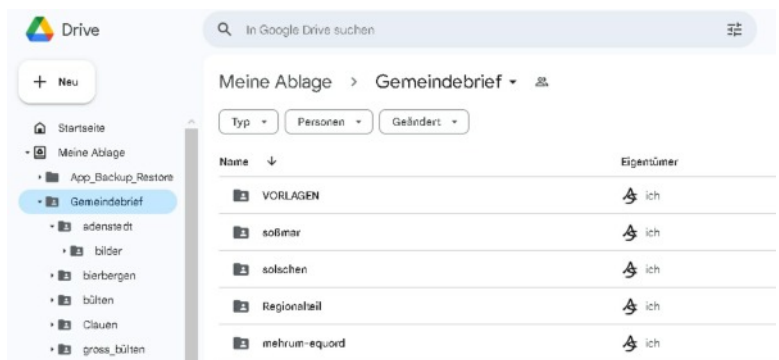 Drive
In Google Drive suchen
Neu
Startseite
Meine Ablage
App_Backup_Restore
Gemeindebrief
adenstedt
bilder
bierbergen
bülten
Clauen
gross_bülten
Meine Ablage > Gemeindebrief
Typ Personen Geändert
Name Eigentümer
VORLAGEN ich
soßmar ich
solschen ich
Regionalteil ich
mehrum-equord ich